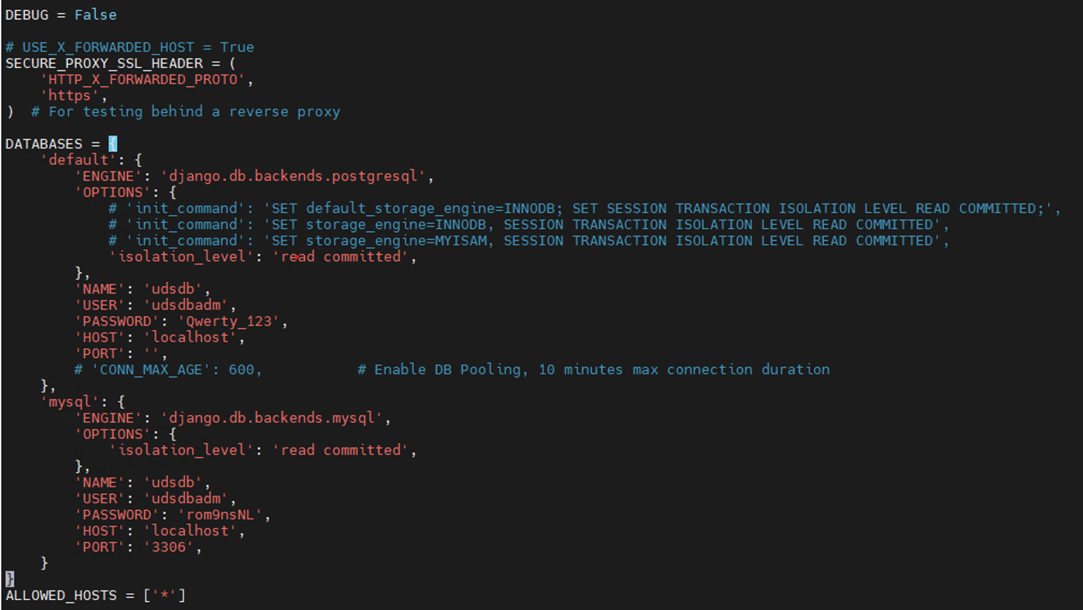 DEBUG = False
# USE_X_FORWARDED_HOST = True
SECURE_PROXY_SSL_HEADER = (
    'HTTP_X_FORWARDED_PROTO',
    'https',
)  # For testing behind a reverse proxy
DATABASES = {
    'default': {
        'ENGINE': 'django.db.backends.postgresql',
        'OPTIONS': {
            # 'init_command': 'SET default_storage_engine=INNODB; SET SESSION TRANSACTION ISOLATION LEVEL READ COMMITTED;',
            # 'init_command': 'SET storage_engine=INNODB, SESSION TRANSACTION ISOLATION LEVEL READ COMMITTED',
            # 'init_command': 'SET storage_engine=MYISAM, SESSION TRANSACTION ISOLATION LEVEL READ COMMITTED',
            'isolation_level': 'read committed',
        },
        'NAME': 'udsdb',
        'USER': 'udsdbadm',
        'PASSWORD': 'Qwerty_123',
        'HOST': 'localhost',
        'PORT': '',
        # 'CONN_MAX_AGE': 600,           # Enable DB Pooling, 10 minutes max connection duration
    },
    'mysql': {
        'ENGINE': 'django.db.backends.mysql',
        'OPTIONS': {
            'isolation_level': 'read committed',
        },
        'NAME': 'udsdb',
        'USER': 'udsdbadm',
        'PASSWORD': 'rom9nsNL',
        'HOST': 'localhost',
        'PORT': '3306',
    }
}
ALLOWED_HOSTS = ['*']